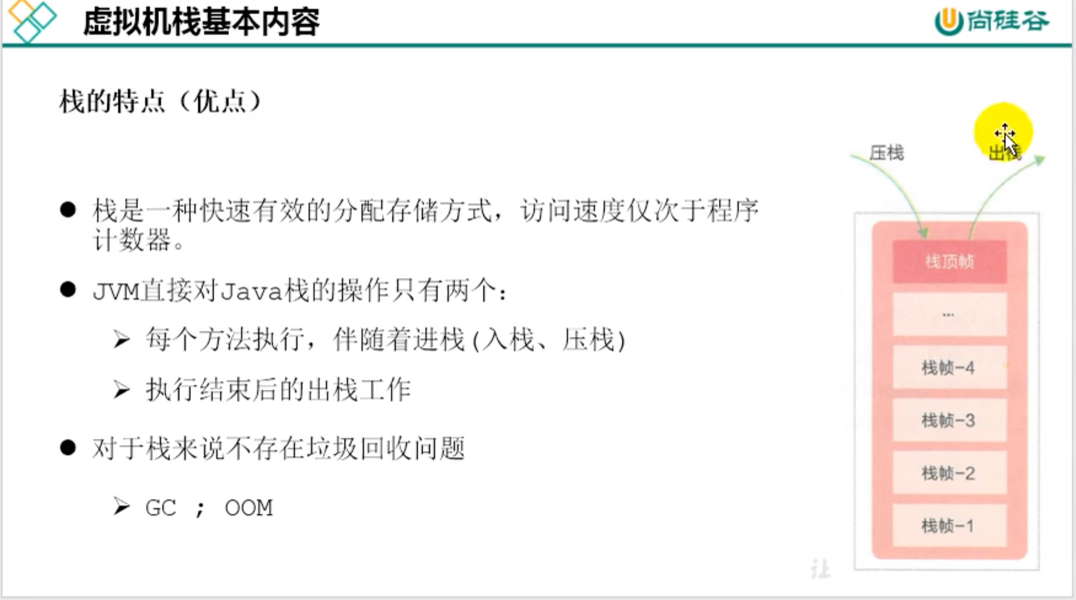 虚拟机栈基本内容
尚硅谷
栈的特点（优点）
栈是一种快速有效的分配存储方式，访问速度仅次于程序
计数器。
JVM直接对Java栈的操作只有两个：
每个方法执行，伴随着进栈(入栈、压栈)
执行结束后的出栈工作
对于栈来说不存在垃圾回收问题
GC ; OOM
压栈
出栈
栈顶帧
...
栈帧-4
栈帧-3
栈帧-2
栈帧-1
让